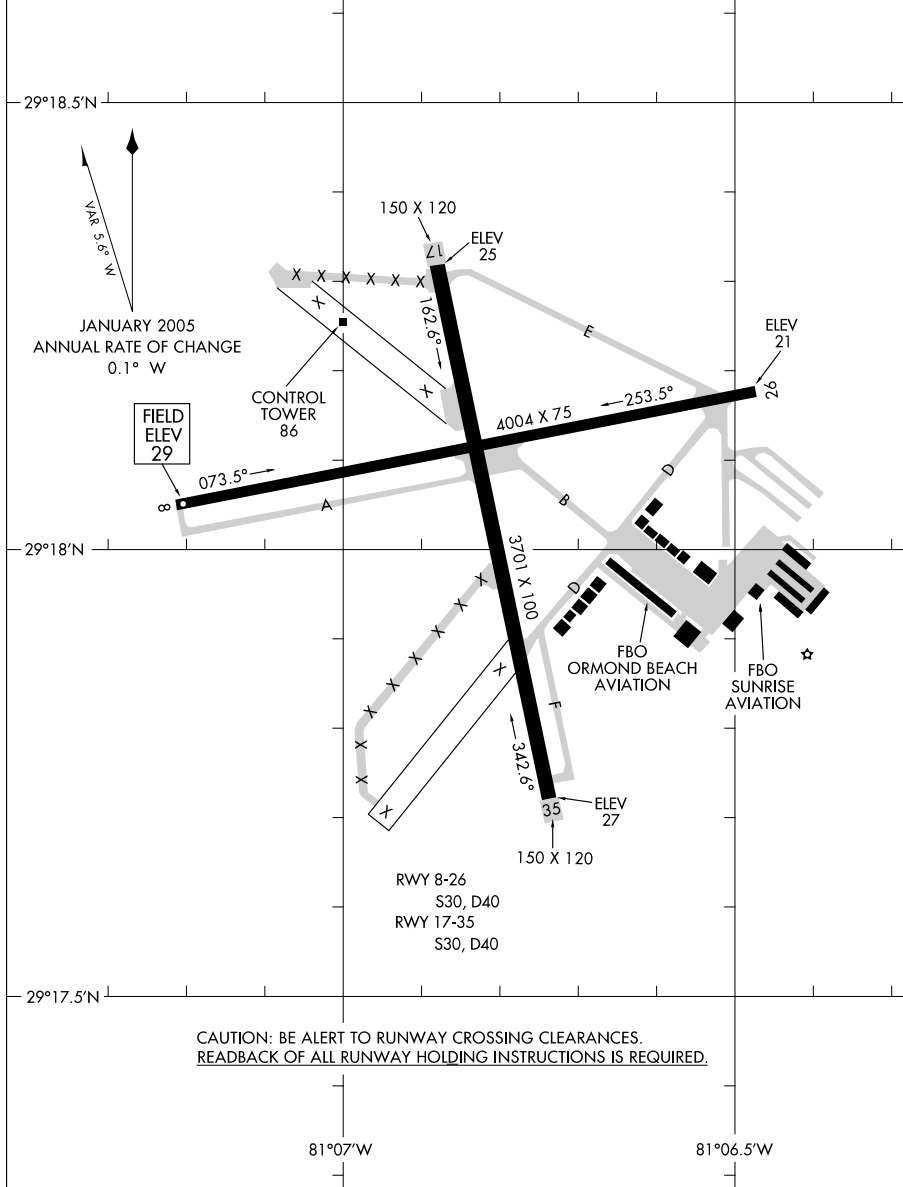 29°18.5'N
VAR 5.6° W
JANUARY 2005
ANNUAL RATE OF CHANGE
0.1° W
150 X 120
17
ELEV
25
X X X X X X
X
X
162.6°
E
ELEV
21
26
CONTROL
TOWER
86
253.5°
4004 X 75
FIELD
ELEV
29
073.5°
8
A
B
D
29°18'N
3701 X 100
D
X
X
X
X
X
X
X
X
X
X
FBO
ORMOND BEACH
AVIATION
FBO
SUNRISE
AVIATION
F
342.6°
35
ELEV
27
150 X 120
RWY 8-26
S30, D40
RWY 17-35
S30, D40
29°17.5'N
CAUTION: BE ALERT TO RUNWAY CROSSING CLEARANCES.
READBACK OF ALL RUNWAY HOLDING INSTRUCTIONS IS REQUIRED.
81°07'W
81°06.5'W